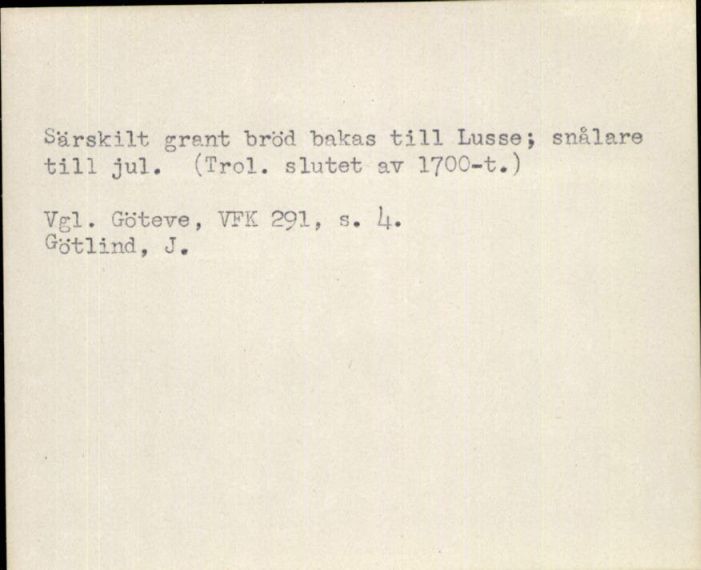 Särskilt grant bröd bakas till Lusse; snålare
till jul. (Trol. slutet av 1700-t.)
Vgl. Göteve, VFK 291, s. 4.
Götlind, J.